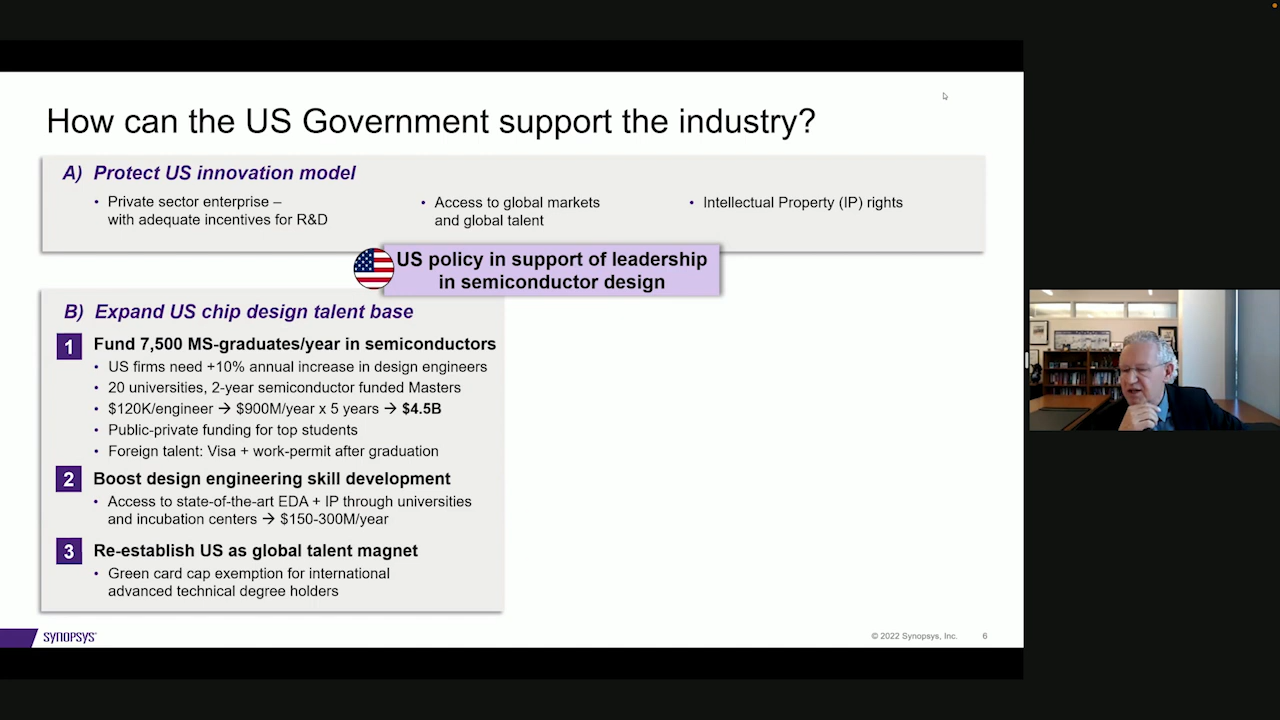 How can the US Government support the industry?
A) Protect US innovation model
• Private sector enterprise –
with adequate incentives for R&D
• Access to global markets
and global talent
• Intellectual Property (IP) rights
US policy in support of leadership
in semiconductor design
B) Expand US chip design talent base
1 Fund 7,500 MS-graduates/year in semiconductors
• US firms need +10% annual increase in design engineers
• 20 universities, 2-year semiconductor funded Masters
• $120K/engineer → $900M/year x 5 years → $4.5B
• Public-private funding for top students
• Foreign talent: Visa + work-permit after graduation
2 Boost design engineering skill development
• Access to state-of-the-art EDA + IP through universities
and incubation centers → $150-300M/year
3 Re-establish US as global talent magnet
• Green card cap exemption for international
advanced technical degree holders
SYNOPSYS®
© 2022 Synopsys, Inc. 6